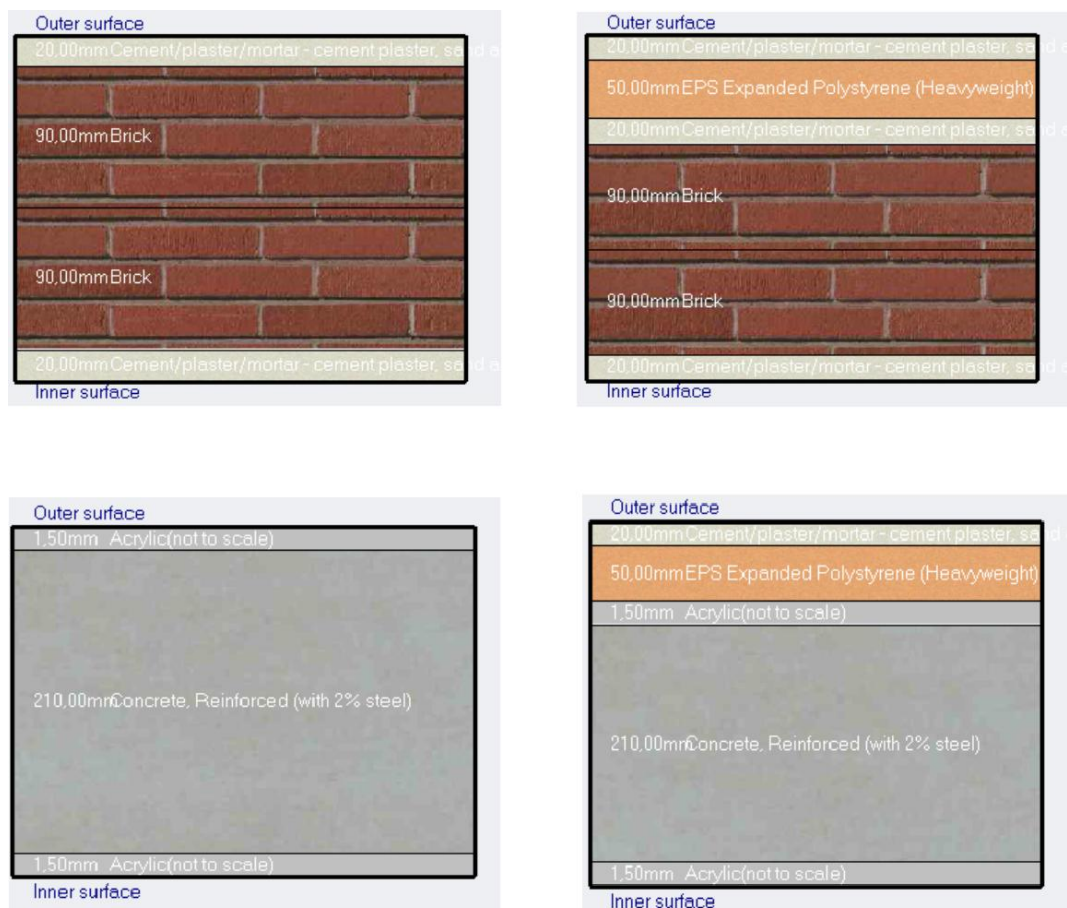 Outer surface
20,00mm Cement/plaster/mortar - cement plaster, sand a
90,00mm Brick
90,00mm Brick
20,00mm Cement/plaster/mortar - cement plaster, sand a
Inner surface
Outer surface
20,00mm Cement/plaster/mortar - cement plaster, sand a
50,00mm EPS Expanded Polystyrene (Heavyweight)
20,00mm Cement/plaster/mortar - cement plaster, sand a
90,00mm Brick
90,00mm Brick
20,00mm Cement/plaster/mortar - cement plaster, sand a
Inner surface
Outer surface
1,50mm Acrylic(not to scale)
210,00mm Concrete, Reinforced (with 2% steel)
1,50mm Acrylic(not to scale)
Inner surface
Outer surface
20,00mm Cement/plaster/mortar - cement plaster, sand
50,00mm EPS Expanded Polystyrene (Heavyweight)
1,50mm Acrylic(not to scale)
210,00mm Concrete, Reinforced (with 2% steel)
1,50mm Acrylic(not to scale)
Inner surface